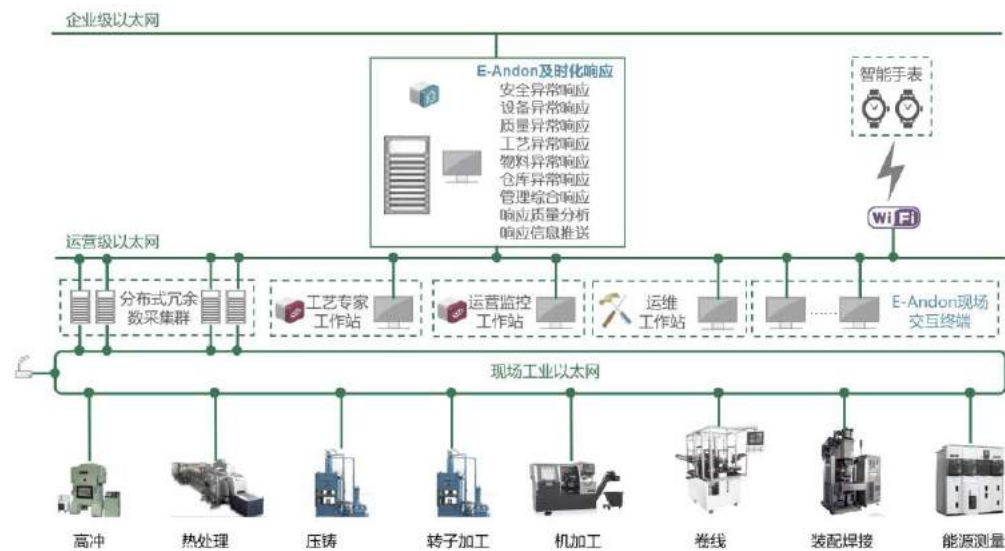 企业级以太网
E-Andon及时化响应
安全异常响应
设备异常响应
质量异常响应
工艺异常响应
物料异常响应
仓库异常响应
管理综合响应
响应质量分析
响应信息推送
智能手表
WiFi
运营级以太网
分布式冗余
数采集群
工艺专家
工作站
运营监控
工作站
运维
工作站
E-Andon现场
交互终端
现场工业以太网
高冲
热处理
压铸
转子加工
机加工
卷线
装配焊接
能源测量